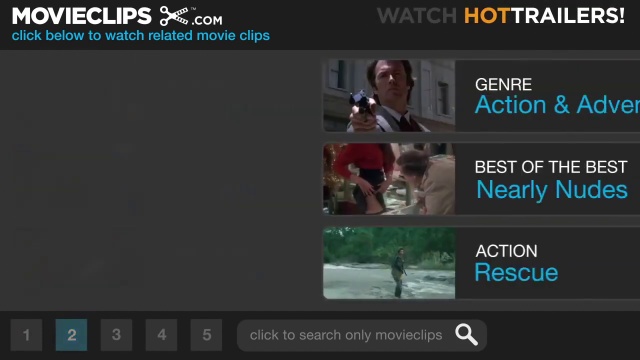 MOVIECLIPS.COM™
WATCH HOTTRAILERS!
click below to watch related movie clips
GENRE
Action & Adver
BEST OF THE BEST
Nearly Nudes
ACTION
Rescue
1 2 3 4 5
click to search only movieclips